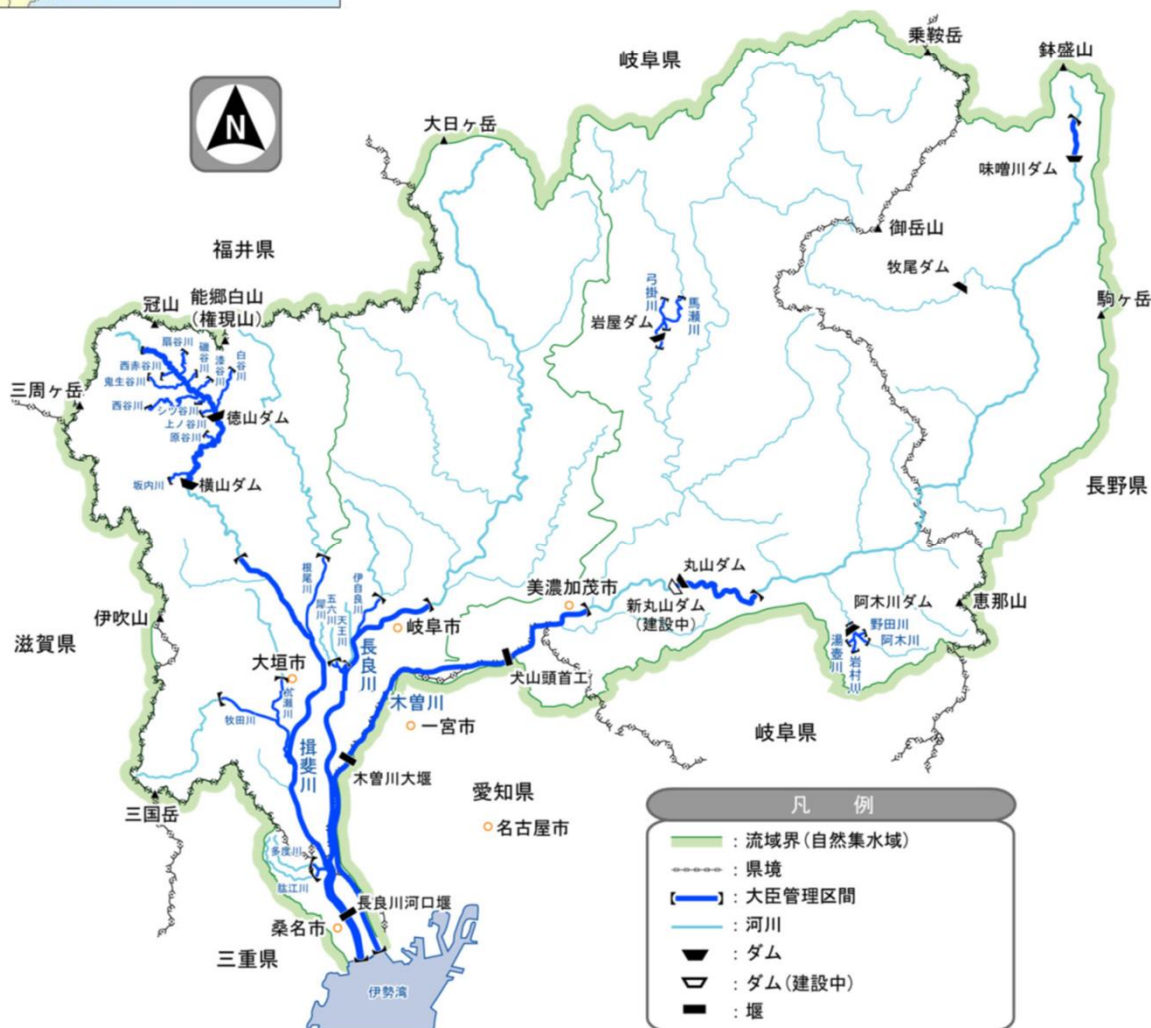 乗鞍岳
鉢盛山
岐阜県
N
大日ヶ岳
味噌川ダム
御岳山
福井県
牧尾ダム
駒ヶ岳
弓掛川
馬瀬川
岩屋ダム
冠山
能郷白山
(権現山)
扇谷川
磯谷川
漆谷川
白谷川
西赤谷川
鬼生谷川
三周ヶ岳
西谷川
シツ谷川
徳山ダム
上ノ谷川
原谷川
坂内川
横山ダム
長野県
丸山ダム
根尾川
伊自良川
美濃加茂市
新丸山ダム
(建設中)
阿木川ダム
恵那山
五六川
犀川
天王川
岐阜市
野田川
阿木川
湯壺川
岩村川
伊吹山
滋賀県
長良川
大垣市
犬山頭首工
杭瀬川
木曽川
牧田川
一宮市
岐阜県
揖斐川
木曽川大堰
愛知県
三国岳
名古屋市
多度川
肱江川
長良川河口堰
桑名市
三重県
伊勢湾
凡 例
：流域界(自然集水域)
：県境
：大臣管理区間
：河川
：ダム
：ダム(建設中)
：堰